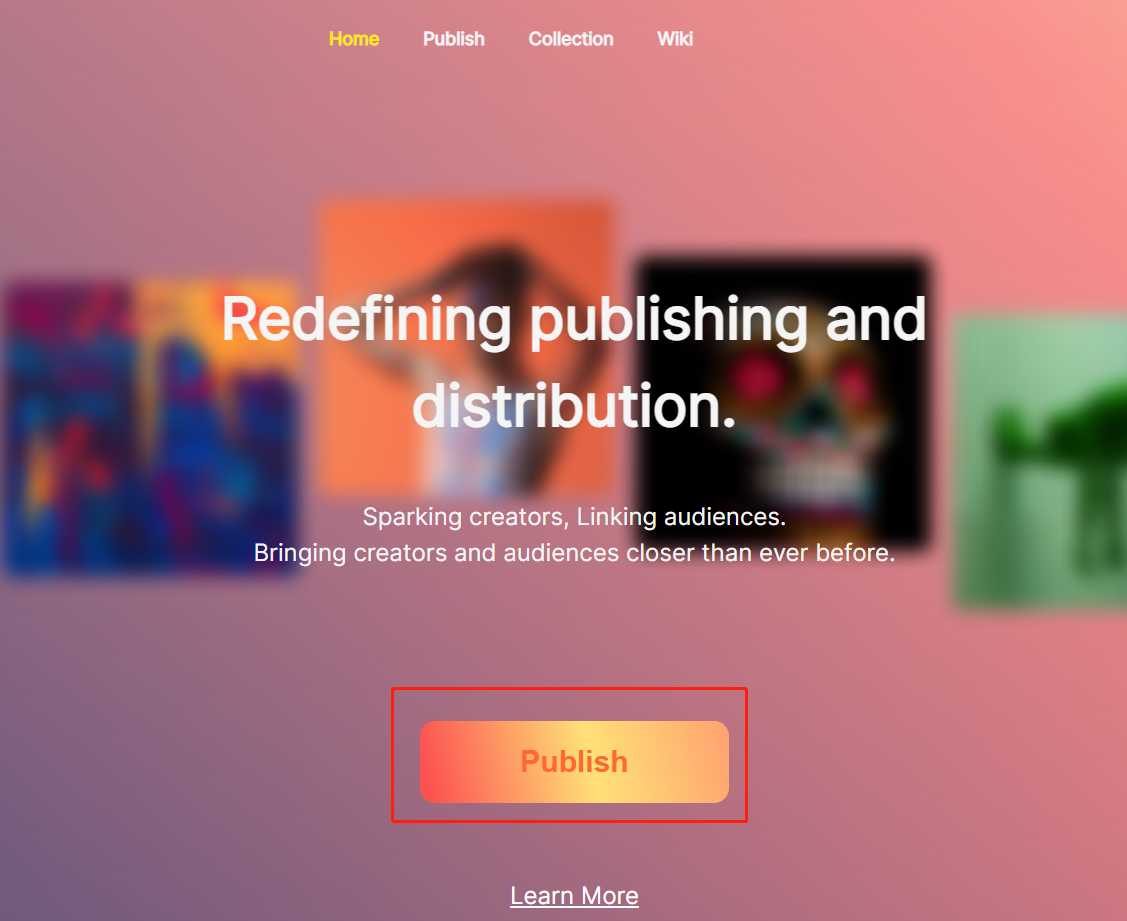 Home Publish Collection Wiki
Redefining publishing and
distribution.
Sparking creators, Linking audiences.
Bringing creators and audiences closer than ever before.
Publish
Learn More